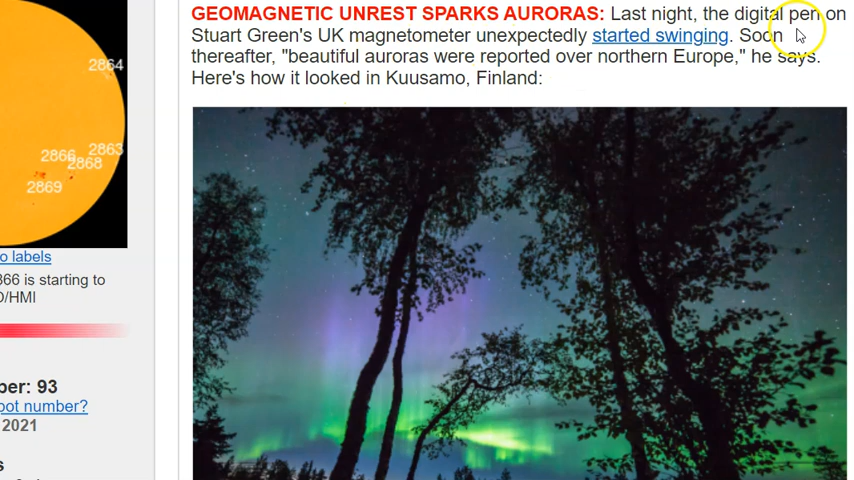 GEOMAGNETIC UNREST SPARKS AURORAS: Last night, the digital pen on
Stuart Green's UK magnetometer unexpectedly started swinging. Soon
thereafter, "beautiful auroras were reported over northern Europe," he says.
Here's how it looked in Kuusamo, Finland:
2864
2863
2866
2868
2869
o labels
366 is starting to
O/HMI
ber: 93
pot number?
2021
s